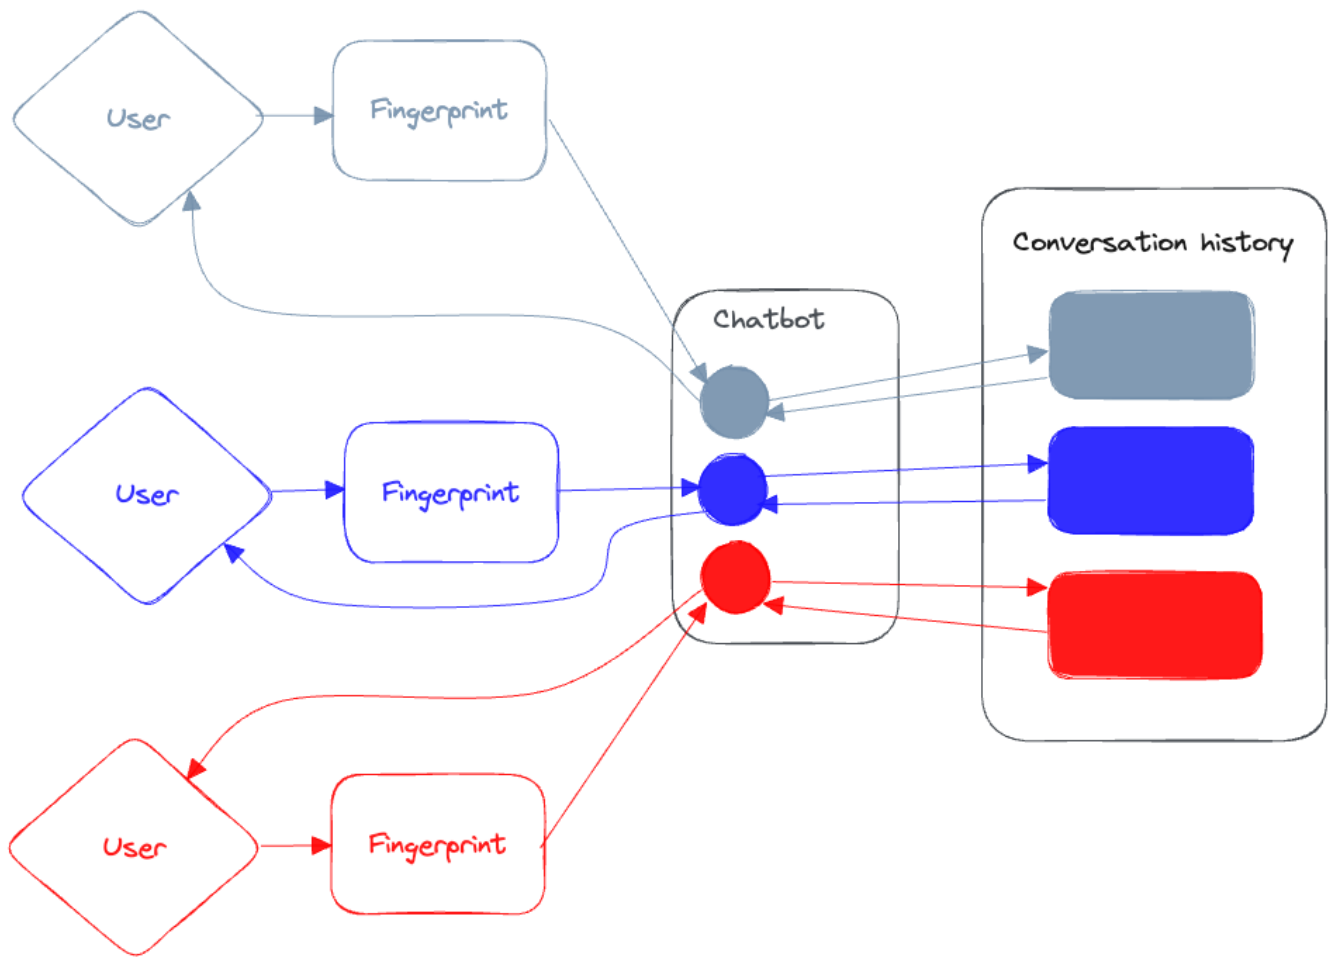 User
Fingerprint
Conversation history
Chatbot
User
Fingerprint
User
Fingerprint